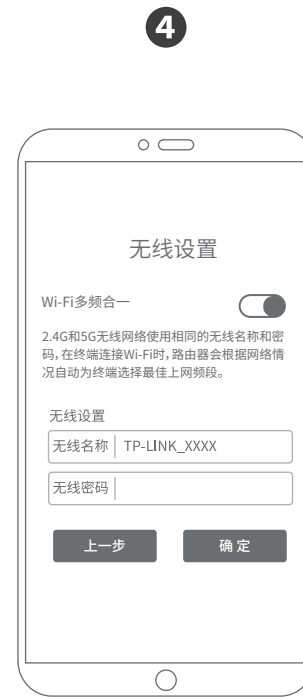 4
无线设置
Wi-Fi多频合一
2.4G和5G无线网络使用相同的无线名称和密
码,在终端连接Wi-Fi时,路由器会根据网络情
况自动为终端选择最佳上网频段。
无线设置
无线名称 TP-LINK_XXXX
无线密码
上一步 确定